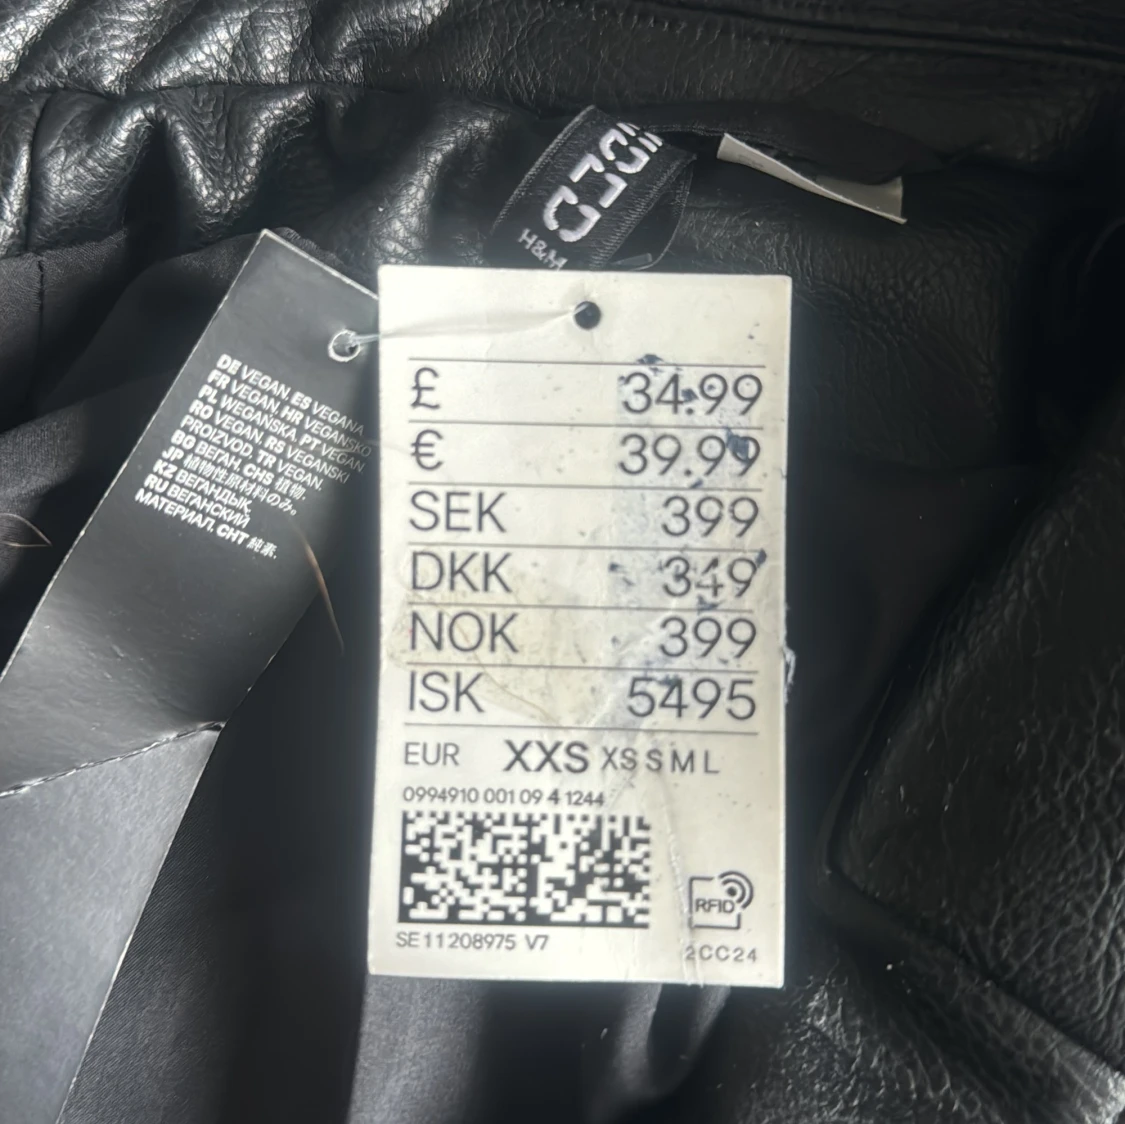 H&M
DE VEGAN. ES VEGANA
FR VEGAN. HR VEGANSKO
PL WEGAŃSKA. PT VEGAN
RO VEGAN. RS VEGANSKI
PROIZVOD. TR VEGAN.
BG ВЕГАН. CHS 植物.
JP 植物性原材料のみ。
KZ ВЕГАНДЫҚ.
RU ВЕГАНСКИЙ
МАТЕРИАЛ. CHT 純素.
£ 34.99
€ 39.99
SEK 399
DKK 349
NOK 399
ISK 5495
EUR XXS XS S M L
0994910 001 09 4 1244
RFID
SE11208975 V7
2CC24